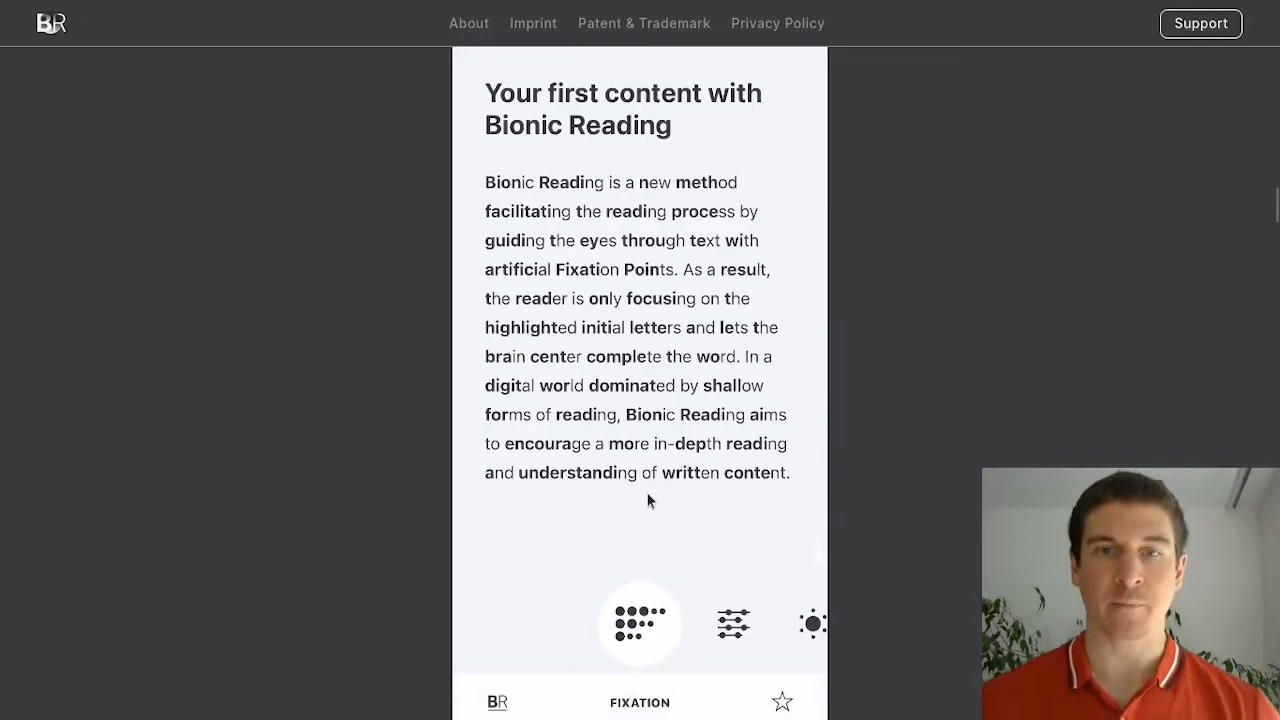 BR
About Imprint Patent & Trademark Privacy Policy
Support
Your first content with
Bionic Reading
Bionic Reading is a new method
facilitating the reading process by
guiding the eyes through text with
artificial Fixation Points. As a result,
the reader is only focusing on the
highlighted initial letters and lets the
brain center complete the word. In a
digital world dominated by shallow
forms of reading, Bionic Reading aims
to encourage a more in-depth reading
and understanding of written content.
BR
FIXATION